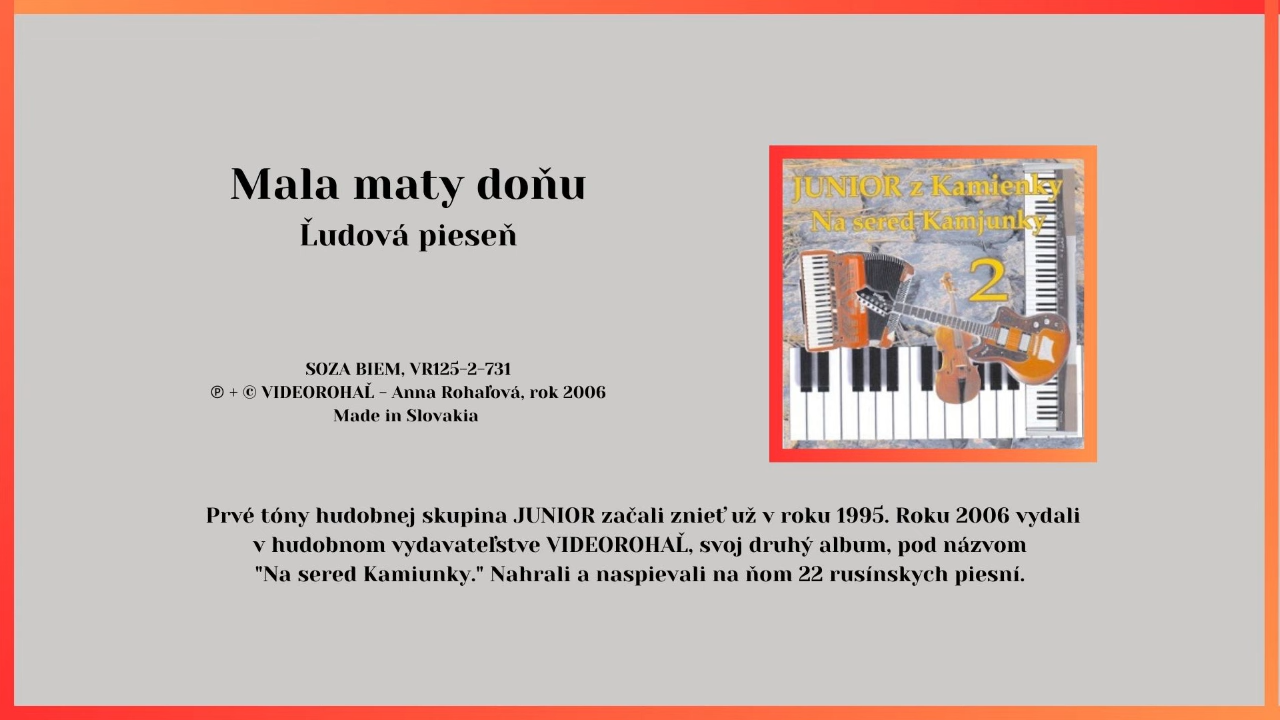 Mala maty doňu
Ľudová pieseň
SOZA BIEM, VR125-2-731
℗ + © VIDEOROHAĽ - Anna Rohaľová, rok 2006
Made in Slovakia
JUNIOR z Kamienky
Na sered Kamjunky
2
Prvé tóny hudobnej skupina JUNIOR začali znieť už v roku 1995. Roku 2006 vydali
v hudobnom vydavateľstve VIDEOROHAĽ, svoj druhý album, pod názvom
"Na sered Kamiunky." Nahrali a naspievali na ňom 22 rusínskych piesní.